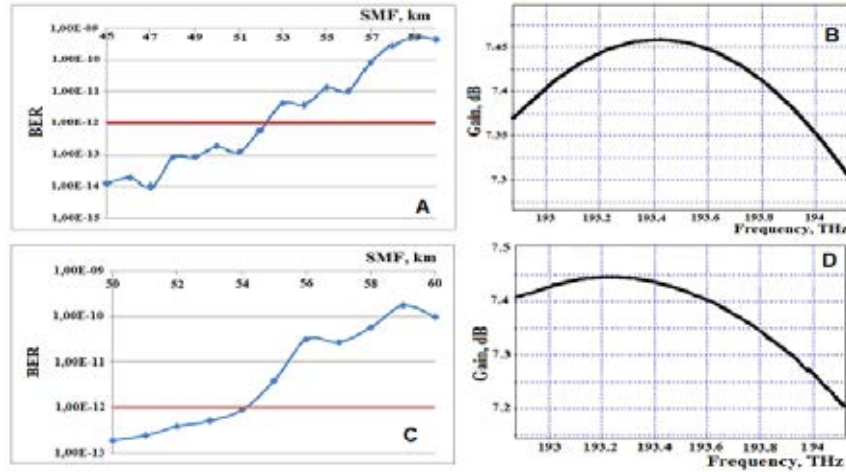 SMF, km
1,00E-09
45 47 49 51 53 55 57 59
1,00E-10
1,00E-11
1,00E-12
1,00E-13
1,00E-14
1,00E-15
BER
A
B
7.45
7.4
7.35
7.3
Gain, dB
193 193.2 193.4 193.6 193.8 194
Frequency, THz
SMF, km
1,00E-09
50 52 54 56 58 60
1,00E-10
1,00E-11
1,00E-12
1,00E-13
BER
C
D
7.5
7.4
7.3
7.2
Gain, dB
193 193.2 193.4 193.6 193.8 194
Frequency, THz